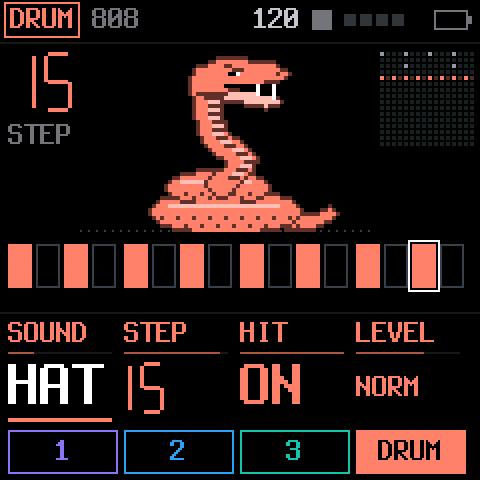 DRUM 808 120
15
STEP
SOUND STEP HIT LEVEL
HAT 15 ON NORM
1 2 3 DRUM